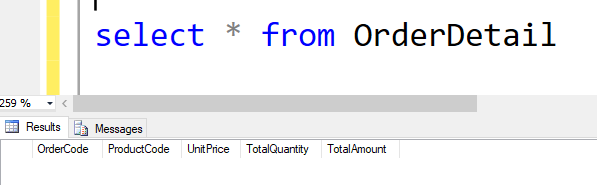 select * from OrderDetail
259 %
Results Messages
OrderCode ProductCode UnitPrice TotalQuantity TotalAmount